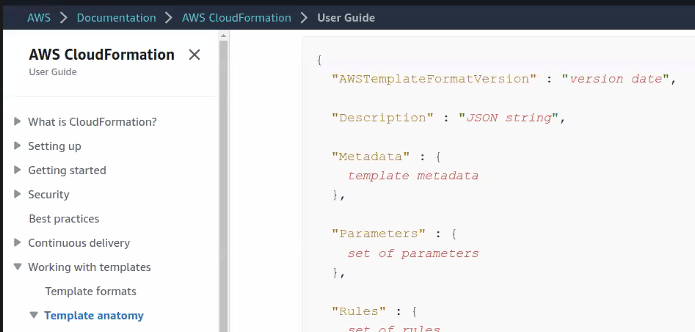 AWS > Documentation > AWS CloudFormation > User Guide
AWS CloudFormation
User Guide
What is CloudFormation?
Setting up
Getting started
Security
Best practices
Continuous delivery
Working with templates
Template formats
Template anatomy
{
"AWSTemplateFormatVersion" : "version date",
"Description" : "JSON string",
"Metadata" : {
template metadata
},
"Parameters" : {
set of parameters
},
"Rules" : {
set of rules